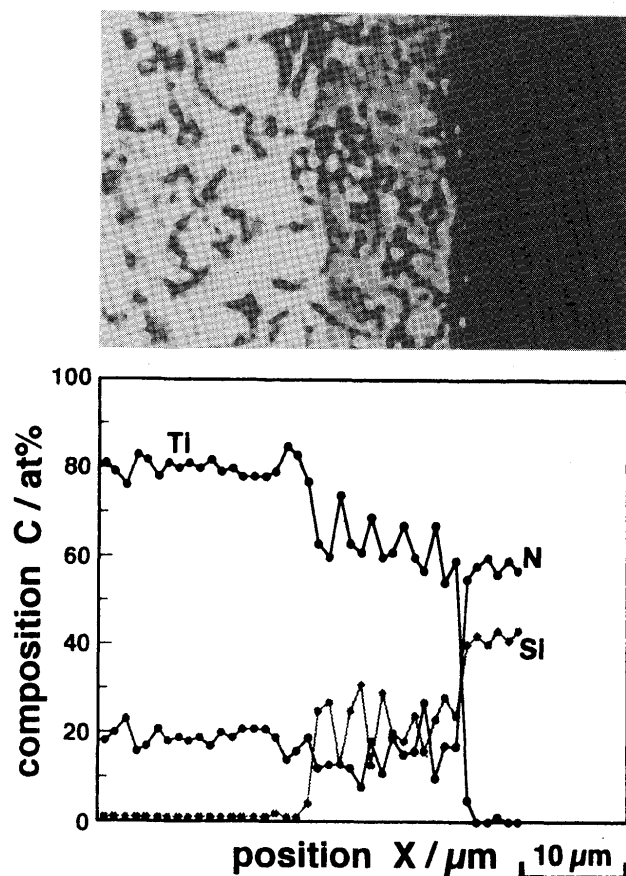 100
80
60
40
20
0
composition C / at%
Ti
N
Si
position X / μm
10 μm